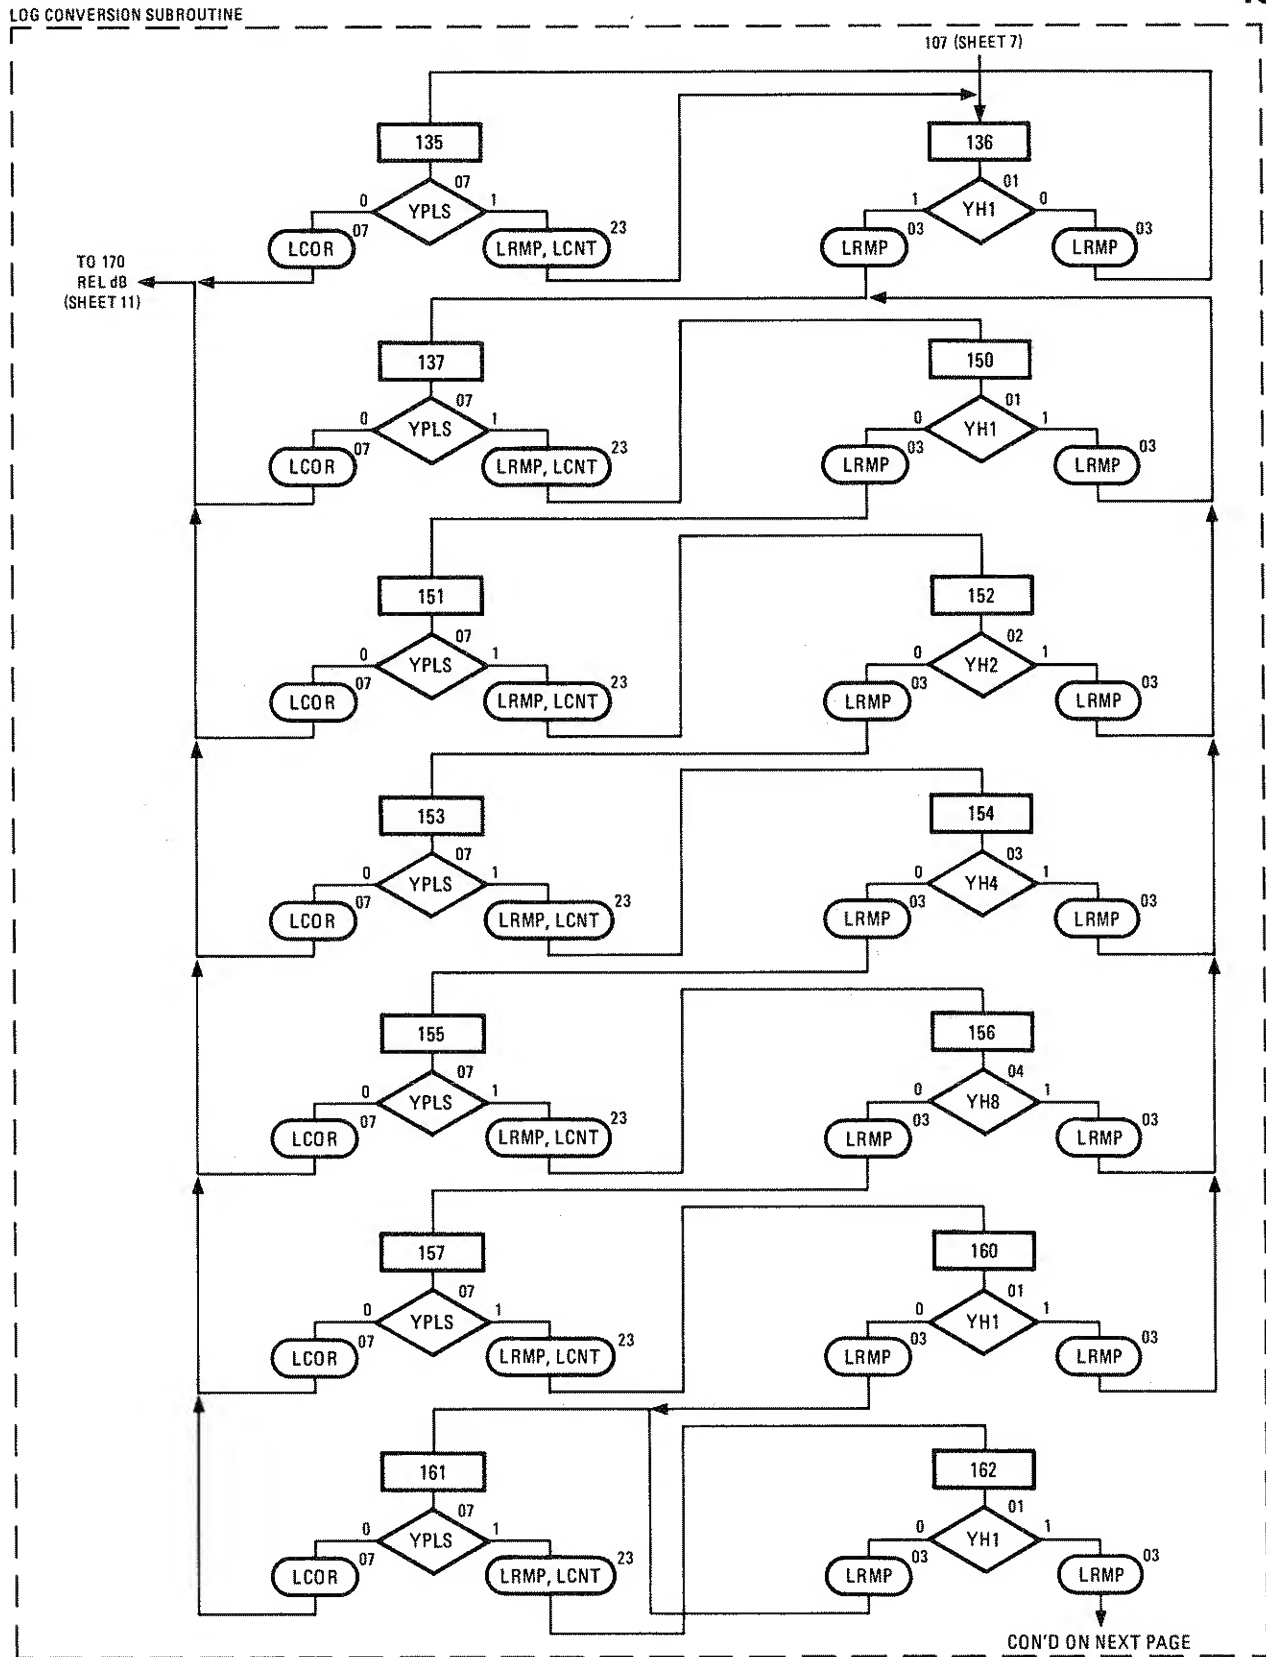 LOG CONVERSION SUBROUTINE
107 (SHEET 7)
135
136
07
01
0
YPLS
1
1
YH1
0
LCOR
07
LRMP, LCNT
23
LRMP
03
LRMP
03
TO 170
REL dB
(SHEET 11)
137
150
07
01
0
YPLS
1
0
YH1
1
LCOR
07
LRMP, LCNT
23
LRMP
03
LRMP
03
151
152
07
02
0
YPLS
1
0
YH2
1
LCOR
07
LRMP, LCNT
23
LRMP
03
LRMP
03
153
154
07
03
0
YPLS
1
0
YH4
1
LCOR
07
LRMP, LCNT
23
LRMP
03
LRMP
03
155
156
07
04
0
YPLS
1
0
YH8
1
LCOR
07
LRMP, LCNT
23
LRMP
03
LRMP
03
157
160
07
01
0
YPLS
1
0
YH1
1
LCOR
07
LRMP, LCNT
23
LRMP
03
LRMP
03
161
162
07
01
0
YPLS
1
0
YH1
1
LCOR
07
LRMP, LCNT
23
LRMP
03
LRMP
03
CON'D ON NEXT PAGE